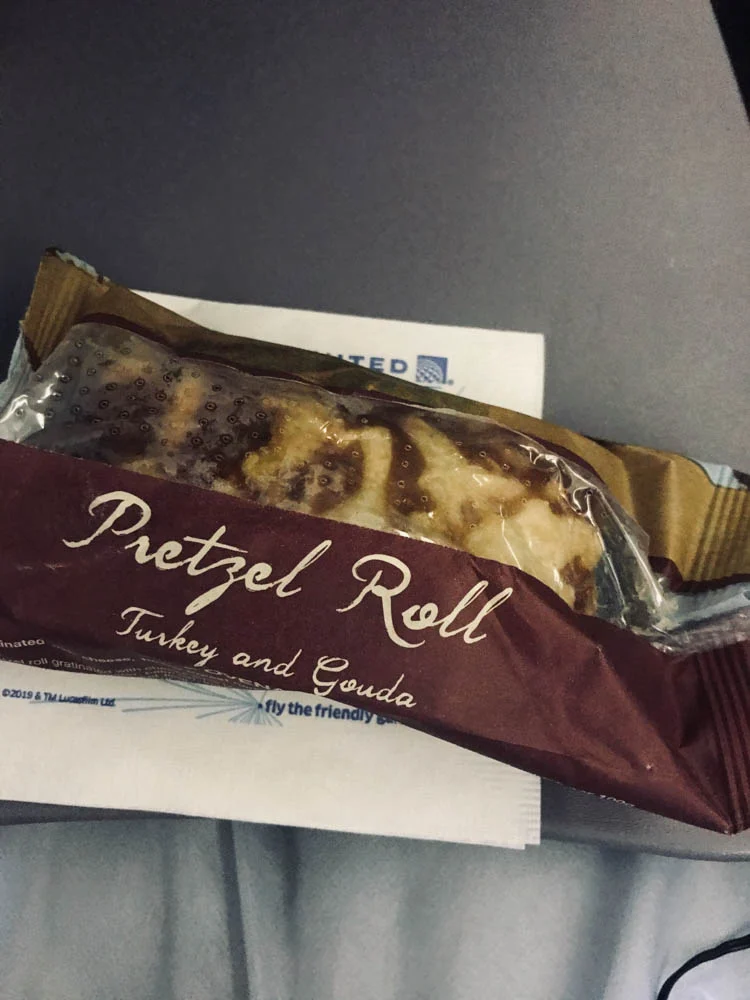 Pretzel Roll
Turkey and Gouda
©2019 & TM Lucasfilm Ltd.
fly the friendly